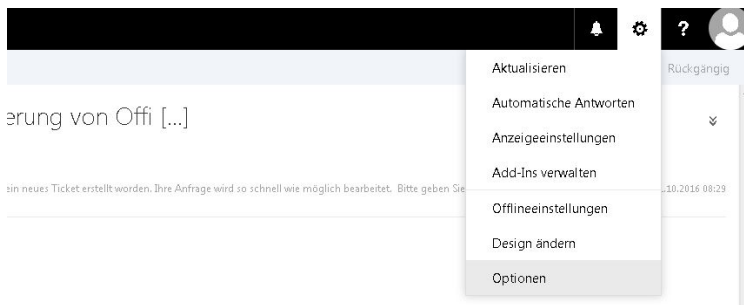 ?
Aktualisieren
Rückgängig
Automatische Antworten
erung von Offi [...]
Anzeigeeinstellungen
Add-Ins verwalten
ein neues Ticket erstellt worden. Ihre Anfrage wird so schnell wie möglich bearbeitet. Bitte geben Sie
.10.2016 08:29
Offlineeinstellungen
Design ändern
Optionen